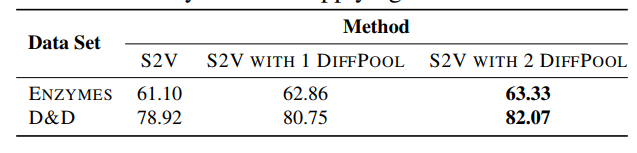 Method
Data Set
S2V S2V WITH 1 DIFFPOOL S2V WITH 2 DIFFPOOL
ENZYMES 61.10 62.86 63.33
D&D 78.92 80.75 82.07